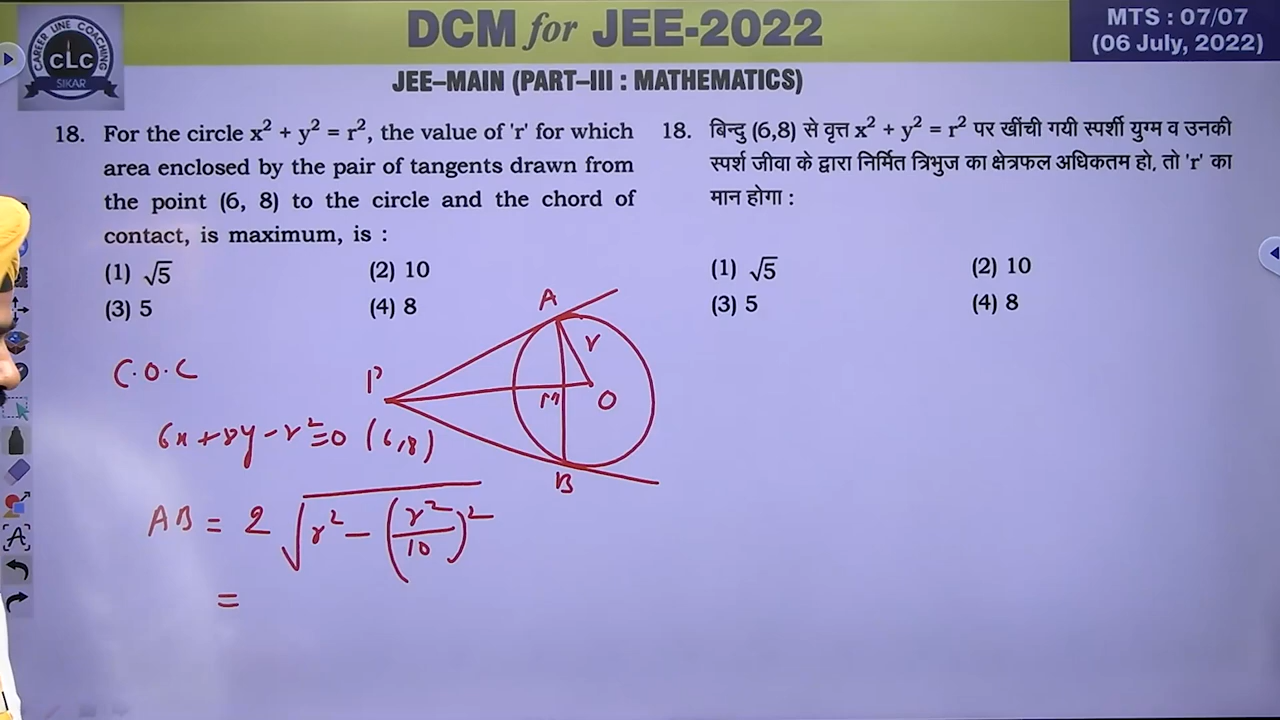 DCM for JEE-2022
MTS : 07/07
(06 July, 2022)
CAREER LINE COACHING
CLC
SIKAR
JEE–MAIN (PART–III : MATHEMATICS)
18. For the circle x² + y² = r², the value of 'r' for which
area enclosed by the pair of tangents drawn from
the point (6, 8) to the circle and the chord of
contact, is maximum, is :
(1) √5 (2) 10
(3) 5 (4) 8
18. बिन्दु (6,8) से वृत्त x² + y² = r² पर खींची गयी स्पर्शी युग्म व उनकी
स्पर्श जीवा के द्वारा निर्मित त्रिभुज का क्षेत्रफल अधिकतम हो, तो 'r' का
मान होगा :
(1) √5 (2) 10
(3) 5 (4) 8
A
r
P
M
O
B
C.O.C
6x+8y-r²=0 (6,8)
AB = 2 √(r² - (r²/10)²)
=